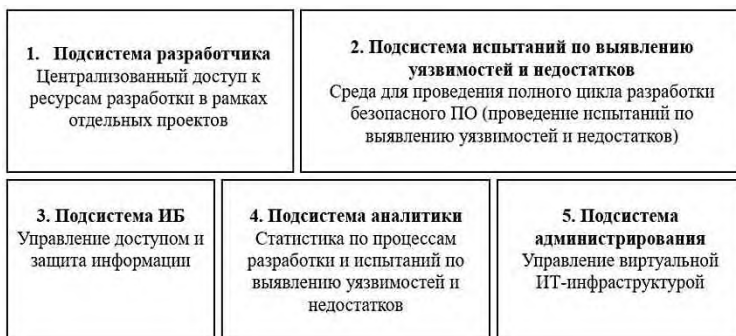 1. Подсистема разработчика
Централизованный доступ к
ресурсам разработки в рамках
отдельных проектов
2. Подсистема испытаний по выявлению
уязвимостей и недостатков
Среда для проведения полного цикла разработки
безопасного ПО (проведение испытаний по
выявлению уязвимостей и недостатков)
3. Подсистема ИБ
Управление доступом и
защита информации
4. Подсистема аналитики
Статистика по процессам
разработки и испытаний по
выявлению уязвимостей и
недостатков
5. Подсистема
администрирования
Управление виртуальной
ИТ-инфраструктурой